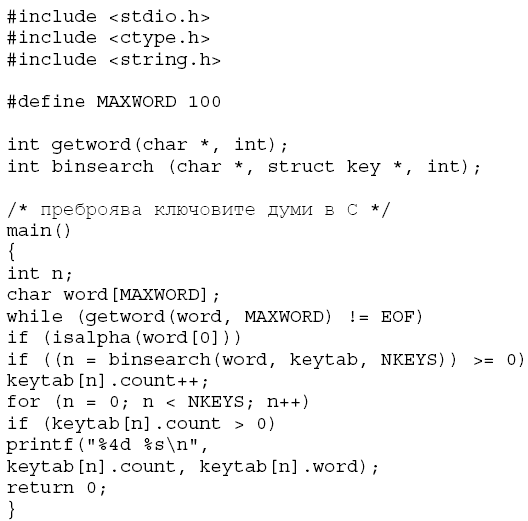 #include <stdio.h>
#include <ctype.h>
#include <string.h>
#define MAXWORD 100
int getword(char *, int);
int binsearch (char *, struct key *, int);
/* преброява ключовите думи в C */
main()
{
int n;
char word[MAXWORD];
while (getword(word, MAXWORD) != EOF)
if (isalpha(word[0]))
if ((n = binsearch(word, keytab, NKEYS)) >= 0)
keytab[n].count++;
for (n = 0; n < NKEYS; n++)
if (keytab[n].count > 0)
printf("%4d %s\n",
keytab[n].count, keytab[n].word);
return 0;
}